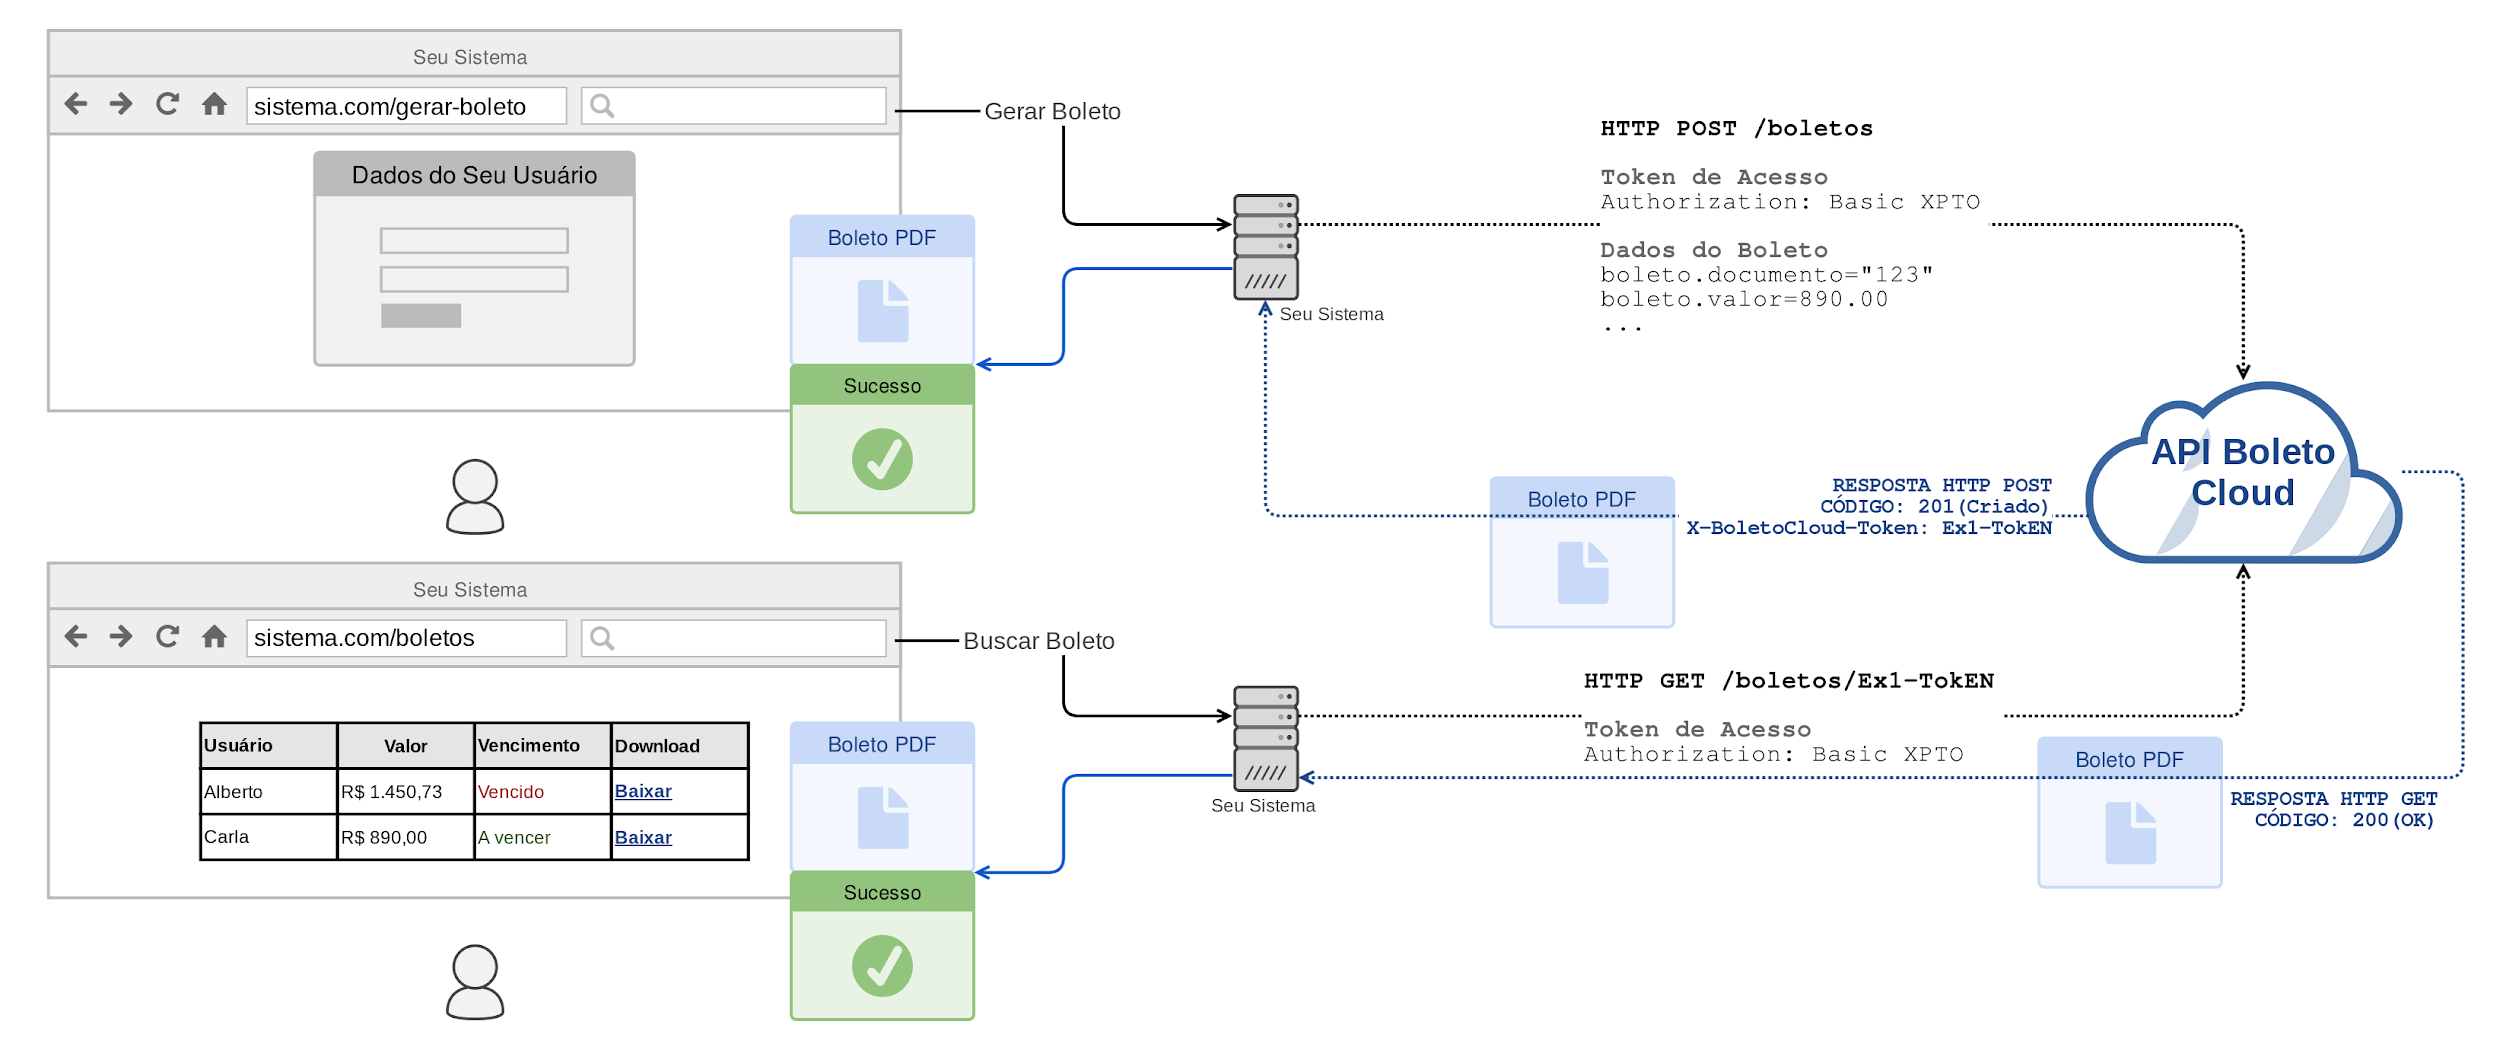 Seu Sistema
sistema.com/gerar-boleto
Gerar Boleto
Dados do Seu Usuário
Boleto PDF
Sucesso
Seu Sistema
HTTP POST /boletos
Token de Acesso
Authorization: Basic XPTO
Dados do Boleto
boleto.documento="123"
boleto.valor=890.00
...
API Boleto
Cloud
Boleto PDF
RESPOSTA HTTP POST
CÓDIGO: 201(Criado)
X-BoletoCloud-Token: Ex1-TokEN
Seu Sistema
sistema.com/boletos
Buscar Boleto
Usuário Valor Vencimento Download
Alberto R$ 1.450,73 Vencido Baixar
Carla R$ 890,00 A vencer Baixar
Boleto PDF
Sucesso
Seu Sistema
HTTP GET /boletos/Ex1-TokEN
Token de Acesso
Authorization: Basic XPTO
Boleto PDF
RESPOSTA HTTP GET
CÓDIGO: 200(OK)